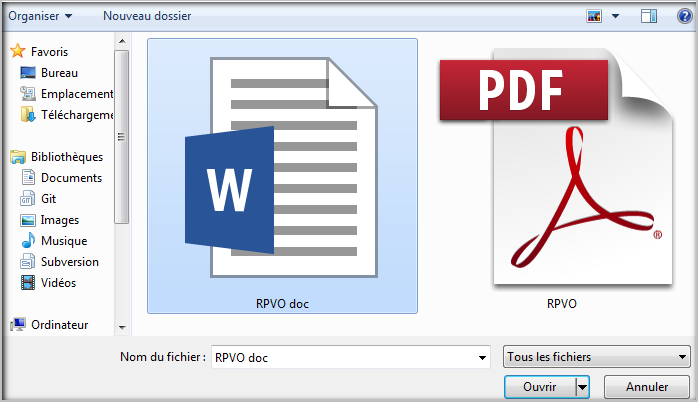 Organiser Nouveau dossier
Favoris
Bureau
Emplacement
Téléchargeme
Bibliothèques
Documents
Git
Images
Musique
Subversion
Vidéos
Ordinateur
W
RPVO doc
PDF
®
RPVO
Nom du fichier : RPVO doc Tous les fichiers
Ouvrir Annuler